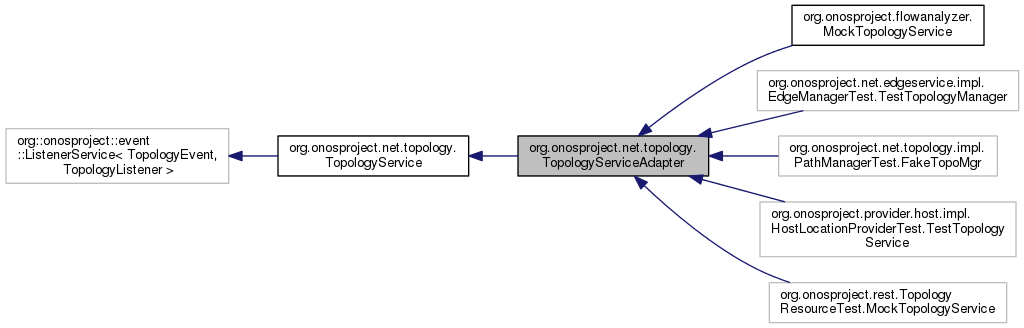 org::onosproject::event
::ListenerService< TopologyEvent,
TopologyListener >
org.onosproject.net.topology.
TopologyService
org.onosproject.net.topology.
TopologyServiceAdapter
org.onosproject.flowanalyzer.
MockTopologyService
org.onosproject.net.edgeservice.impl.
EdgeManagerTest.TestTopologyManager
org.onosproject.net.topology.impl.
PathManagerTest.FakeTopoMgr
org.onosproject.provider.host.impl.
HostLocationProviderTest.TestTopology
Service
org.onosproject.rest.Topology
ResourceTest.MockTopologyService